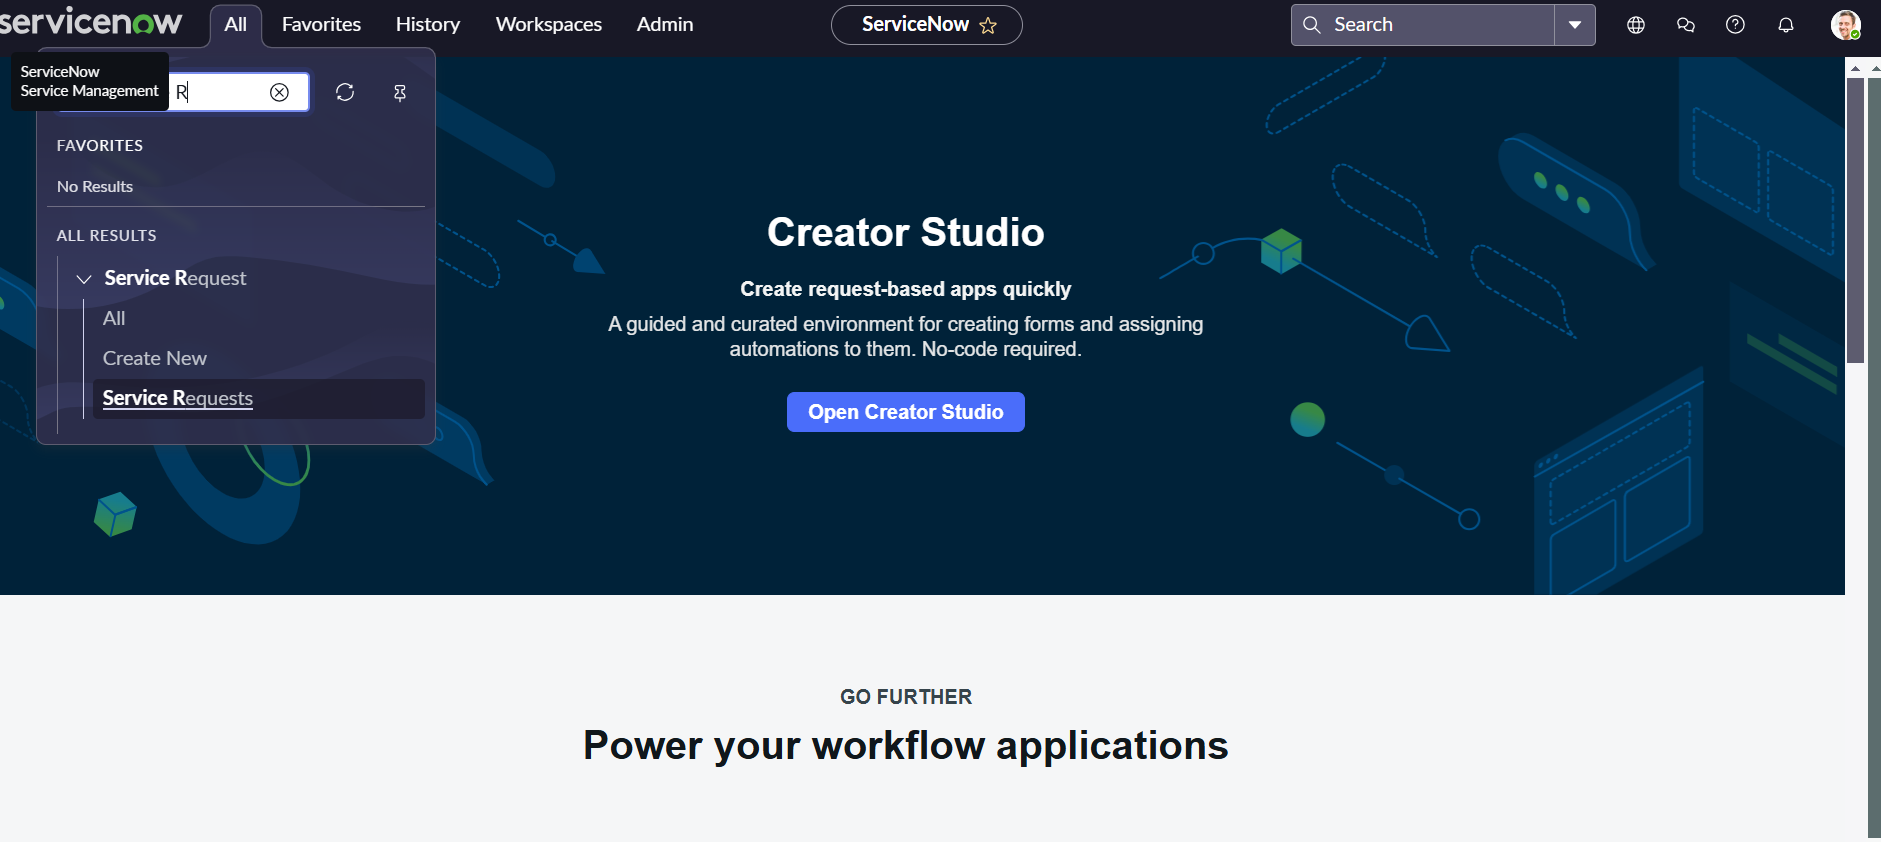 servicenow
All
Favorites
History
Workspaces
Admin
ServiceNow
Search
ServiceNow
Service Management
R
FAVORITES
No Results
ALL RESULTS
Service Request
All
Create New
Service Requests
Creator Studio
Create request-based apps quickly
A guided and curated environment for creating forms and assigning
automations to them. No-code required.
Open Creator Studio
GO FURTHER
Power your workflow applications